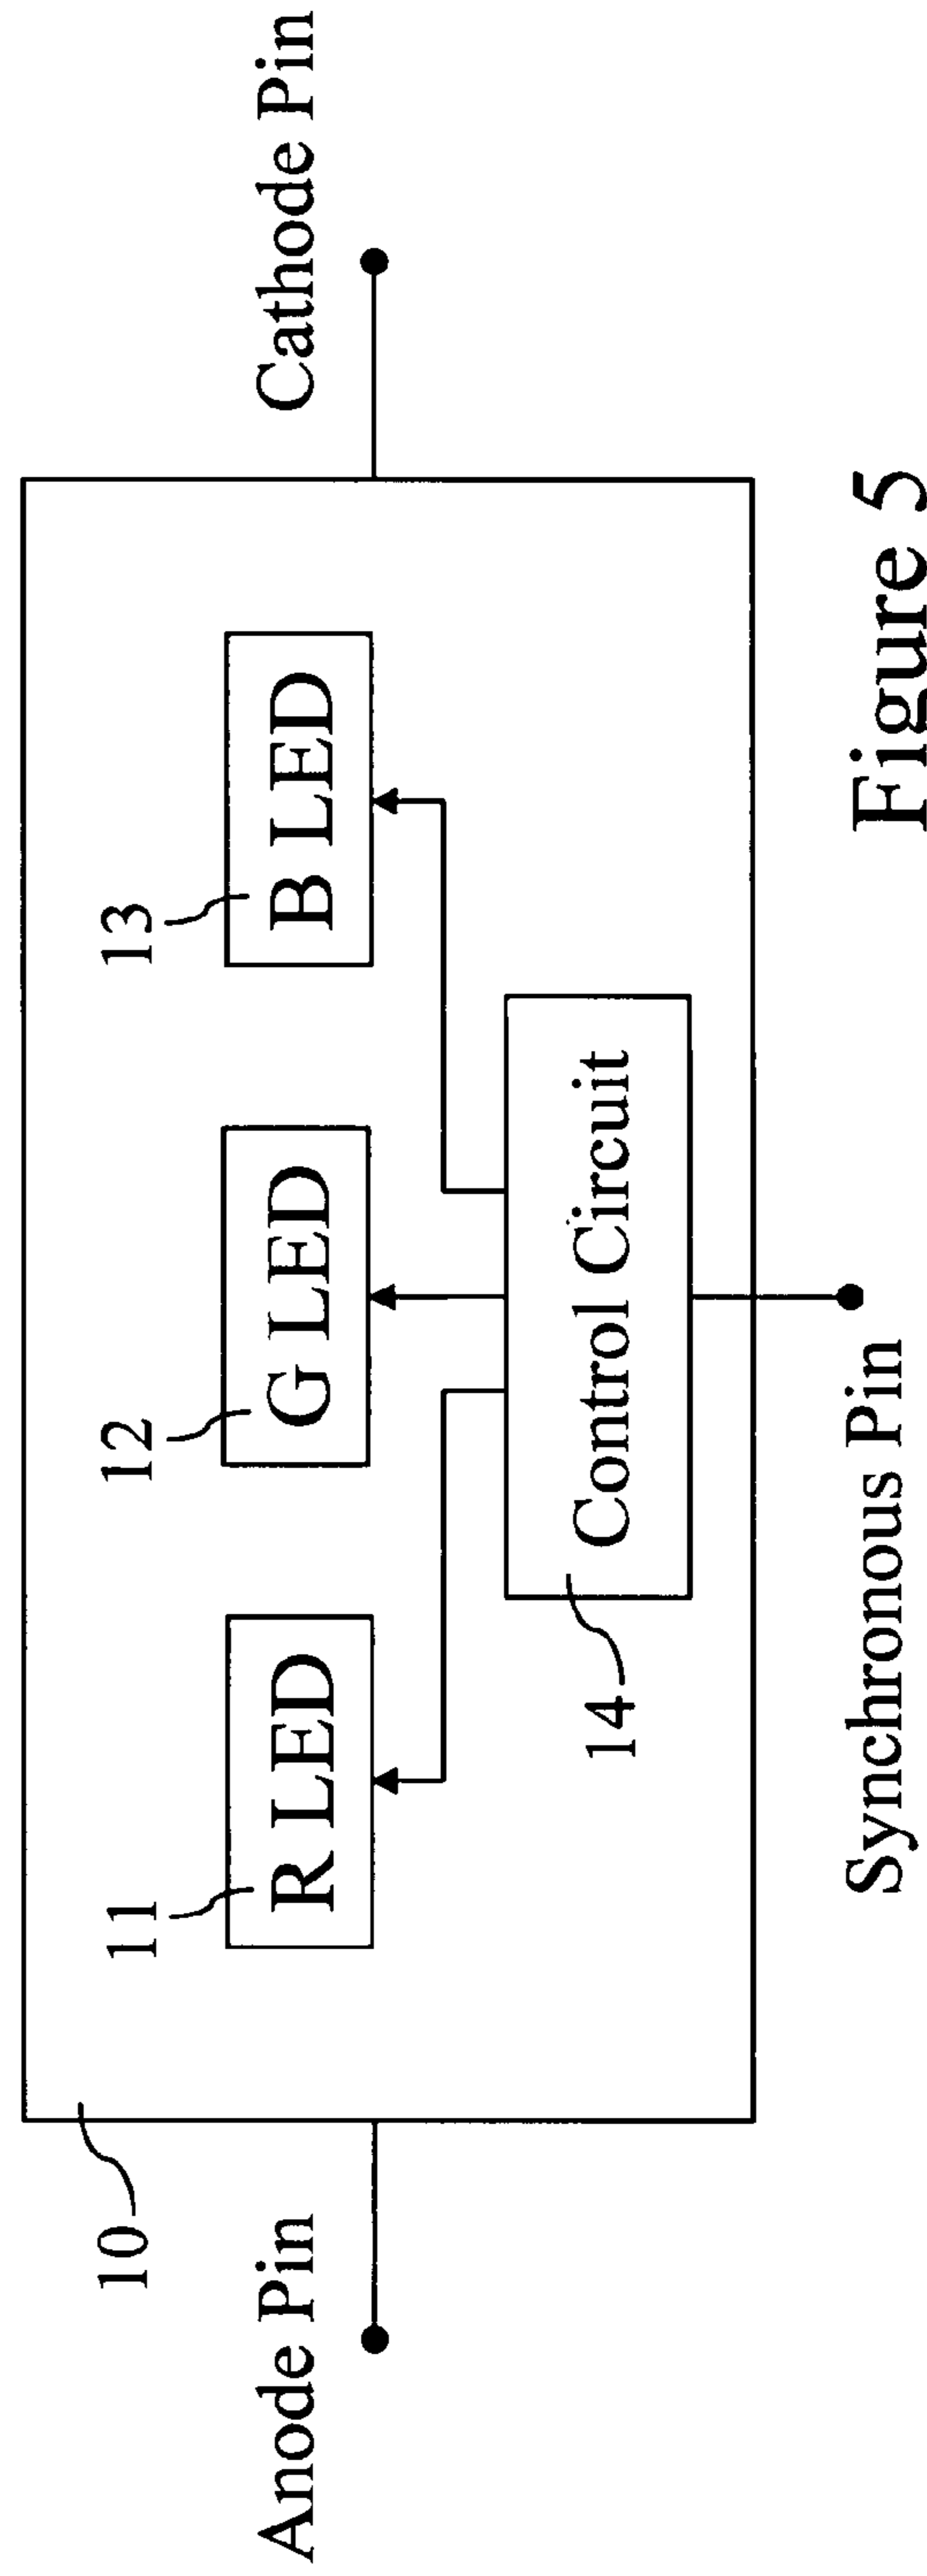 10
11
12
13
R LED
G LED
B LED
Anode Pin
Cathode Pin
14
Control Circuit
Synchronous Pin
Figure 5